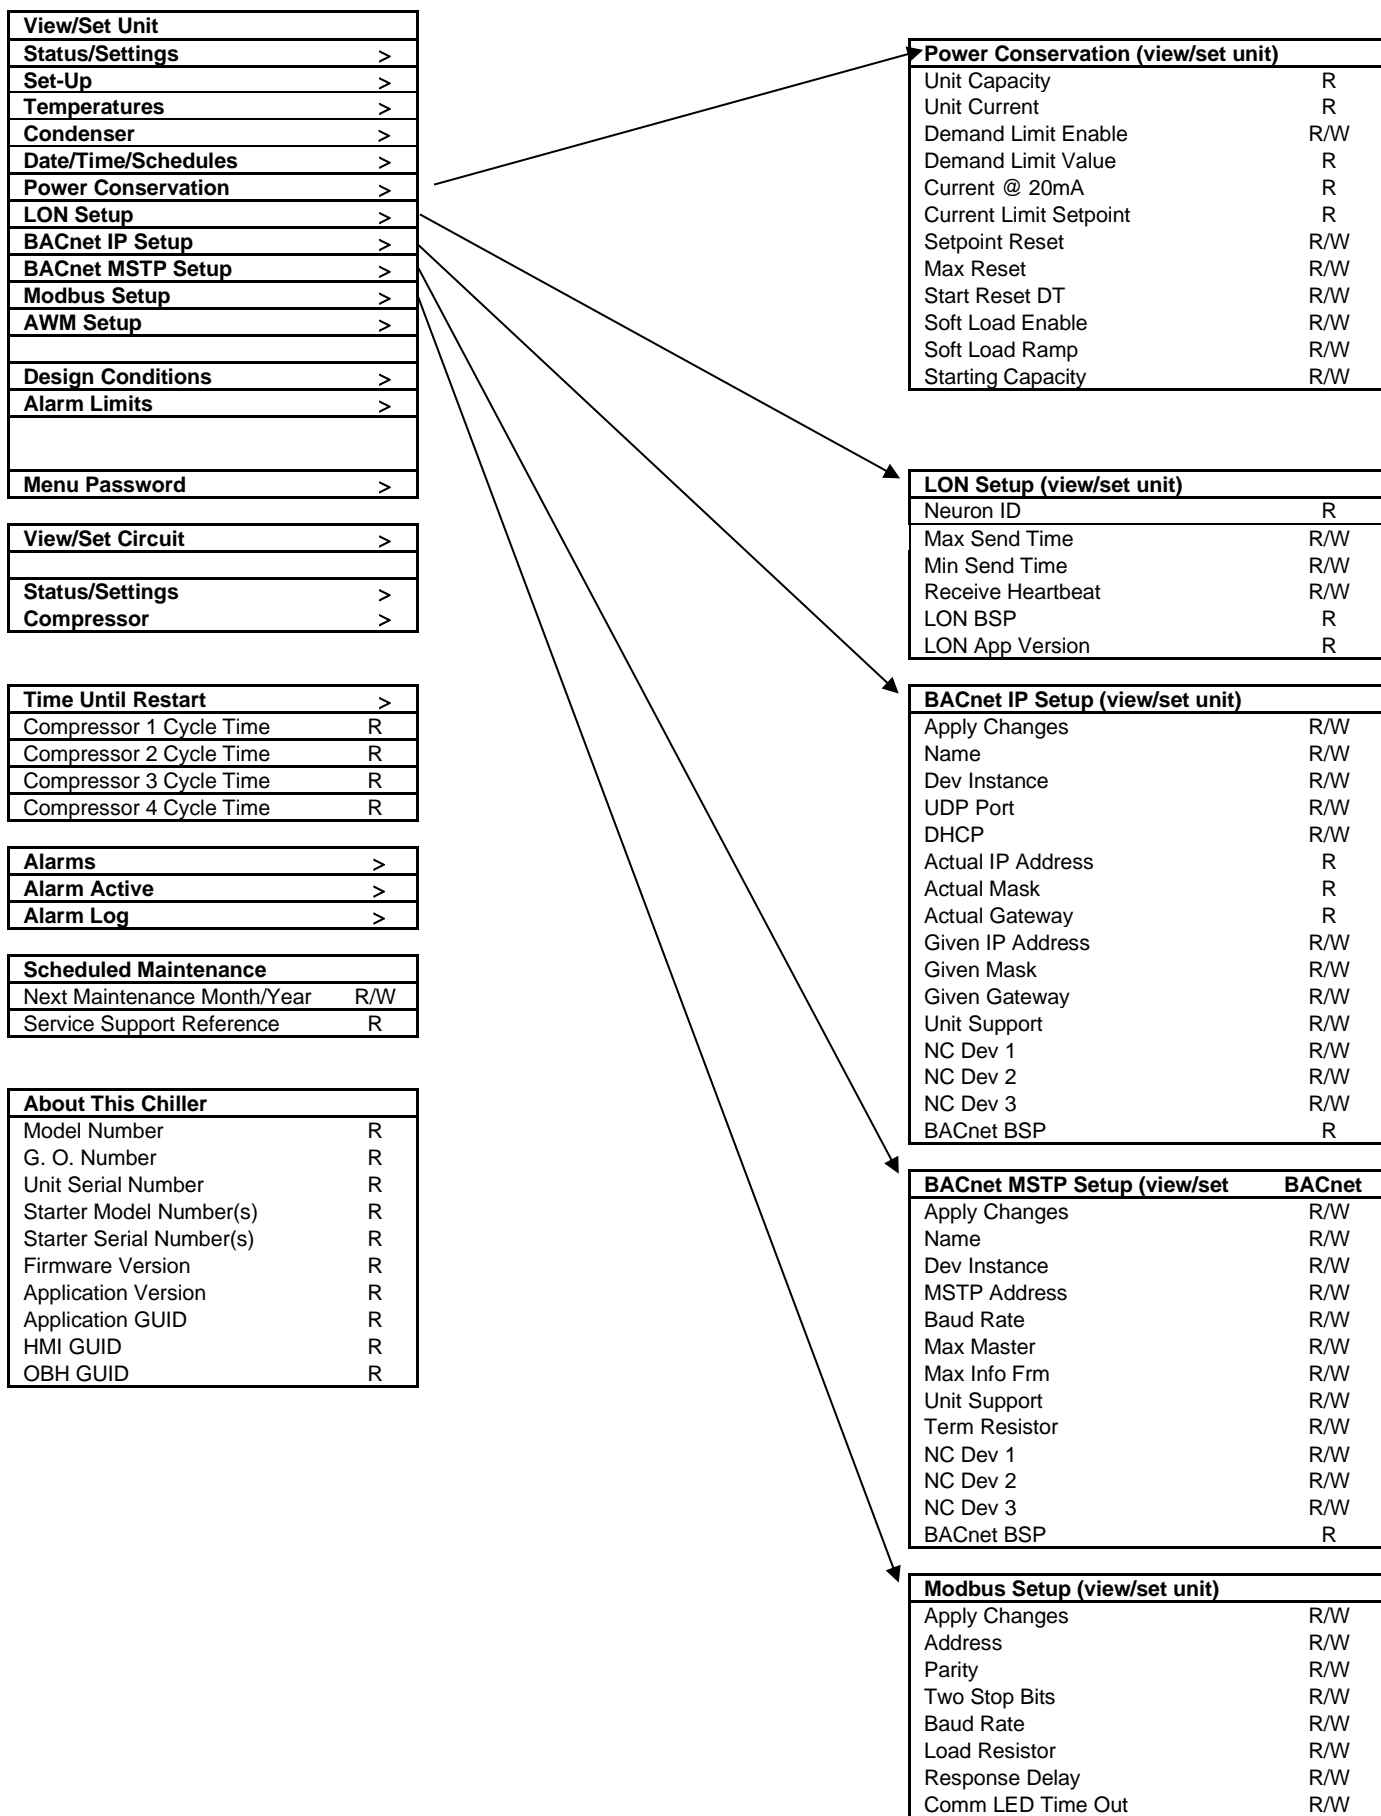 View/Set Unit
Status/Settings >
Set-Up >
Temperatures >
Condenser >
Date/Time/Schedules >
Power Conservation >
LON Setup >
BACnet IP Setup >
BACnet MSTP Setup >
Modbus Setup >
AWM Setup >
Design Conditions >
Alarm Limits >
Menu Password >
View/Set Circuit >
Status/Settings >
Compressor >
Time Until Restart >
Compressor 1 Cycle Time R
Compressor 2 Cycle Time R
Compressor 3 Cycle Time R
Compressor 4 Cycle Time R
Alarms >
Alarm Active >
Alarm Log >
Scheduled Maintenance
Next Maintenance Month/Year R/W
Service Support Reference R
About This Chiller
Model Number R
G. O. Number R
Unit Serial Number R
Starter Model Number(s) R
Starter Serial Number(s) R
Firmware Version R
Application Version R
Application GUID R
HMI GUID R
OBH GUID R
Power Conservation (view/set unit)
Unit Capacity R
Unit Current R
Demand Limit Enable R/W
Demand Limit Value R
Current @ 20mA R
Current Limit Setpoint R
Setpoint Reset R/W
Max Reset R/W
Start Reset DT R/W
Soft Load Enable R/W
Soft Load Ramp R/W
Starting Capacity R/W
LON Setup (view/set unit)
Neuron ID R
Max Send Time R/W
Min Send Time R/W
Receive Heartbeat R/W
LON BSP R
LON App Version R
BACnet IP Setup (view/set unit)
Apply Changes R/W
Name R/W
Dev Instance R/W
UDP Port R/W
DHCP R/W
Actual IP Address R
Actual Mask R
Actual Gateway R
Given IP Address R/W
Given Mask R/W
Given Gateway R/W
Unit Support R/W
NC Dev 1 R/W
NC Dev 2 R/W
NC Dev 3 R/W
BACnet BSP R
BACnet MSTP Setup (view/set BACnet
Apply Changes R/W
Name R/W
Dev Instance R/W
MSTP Address R/W
Baud Rate R/W
Max Master R/W
Max Info Frm R/W
Unit Support R/W
Term Resistor R/W
NC Dev 1 R/W
NC Dev 2 R/W
NC Dev 3 R/W
BACnet BSP R
Modbus Setup (view/set unit)
Apply Changes R/W
Address R/W
Parity R/W
Two Stop Bits R/W
Baud Rate R/W
Load Resistor R/W
Response Delay R/W
Comm LED Time Out R/W